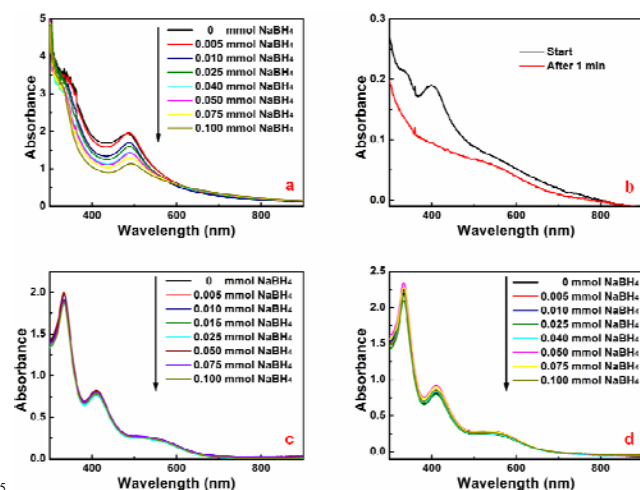 5
4
3
2
1
0
Absorbance
0 mmol NaBH₄
0.005 mmol NaBH₄
0.010 mmol NaBH₄
0.025 mmol NaBH₄
0.040 mmol NaBH₄
0.050 mmol NaBH₄
0.075 mmol NaBH₄
0.100 mmol NaBH₄
a
400 600 800
Wavelength (nm)
0.3
0.2
0.1
0.0
Absorbance
Start
After 1 min
b
400 600 800
Wavelength (nm)
2.0
1.5
1.0
0.5
0.0
Absorbance
0 mmol NaBH₄
0.005 mmol NaBH₄
0.010 mmol NaBH₄
0.015 mmol NaBH₄
0.025 mmol NaBH₄
0.050 mmol NaBH₄
0.075 mmol NaBH₄
0.100 mmol NaBH₄
c
400 600 800
Wavelength (nm)
2.5
2.0
1.5
1.0
0.5
0.0
Absorbance
0 mmol NaBH₄
0.005 mmol NaBH₄
0.010 mmol NaBH₄
0.025 mmol NaBH₄
0.040 mmol NaBH₄
0.050 mmol NaBH₄
0.075 mmol NaBH₄
0.100 mmol NaBH₄
d
400 600 800
Wavelength (nm)
5